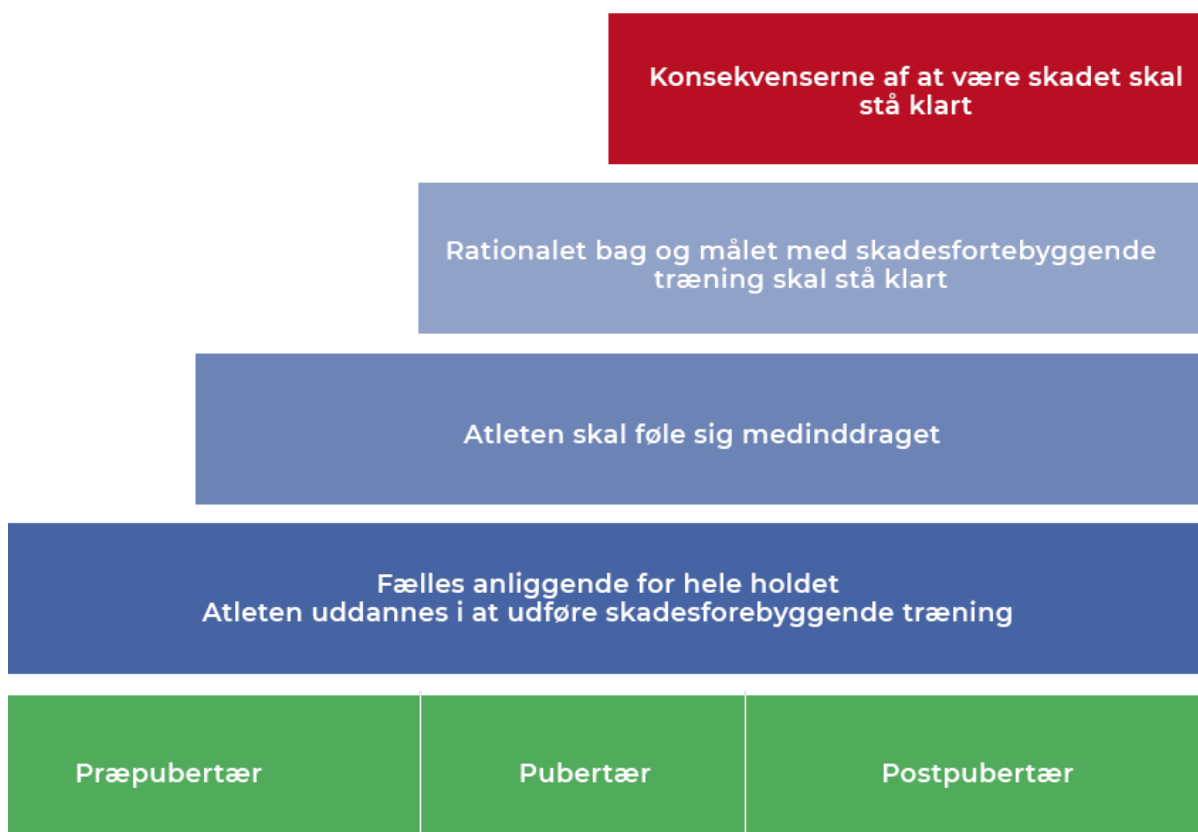 Konsekvenserne af at være skadet skal
stå klart
Rationalet bag og målet med skadesfortebyggende
træning skal stå klart
Atleten skal føle sig medinddraget
Fælles anliggende for hele holdet
Atleten uddannes i at udføre skadesforebyggende træning
Præpubertær
Pubertær
Postpubertær